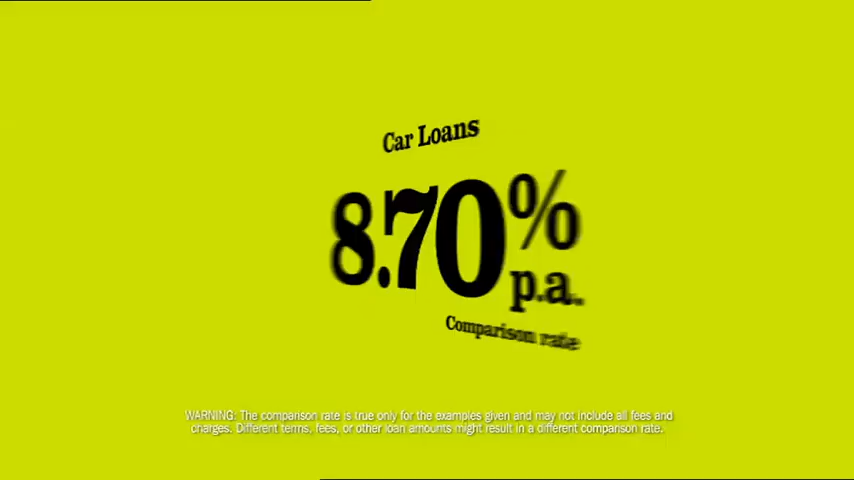 Car Loans
8.70%
p.a.
Comparison rate
WARNING: The comparison rate is true only for the examples given and may not include all fees and
charges. Different terms, fees, or other loan amounts might result in a different comparison rate.